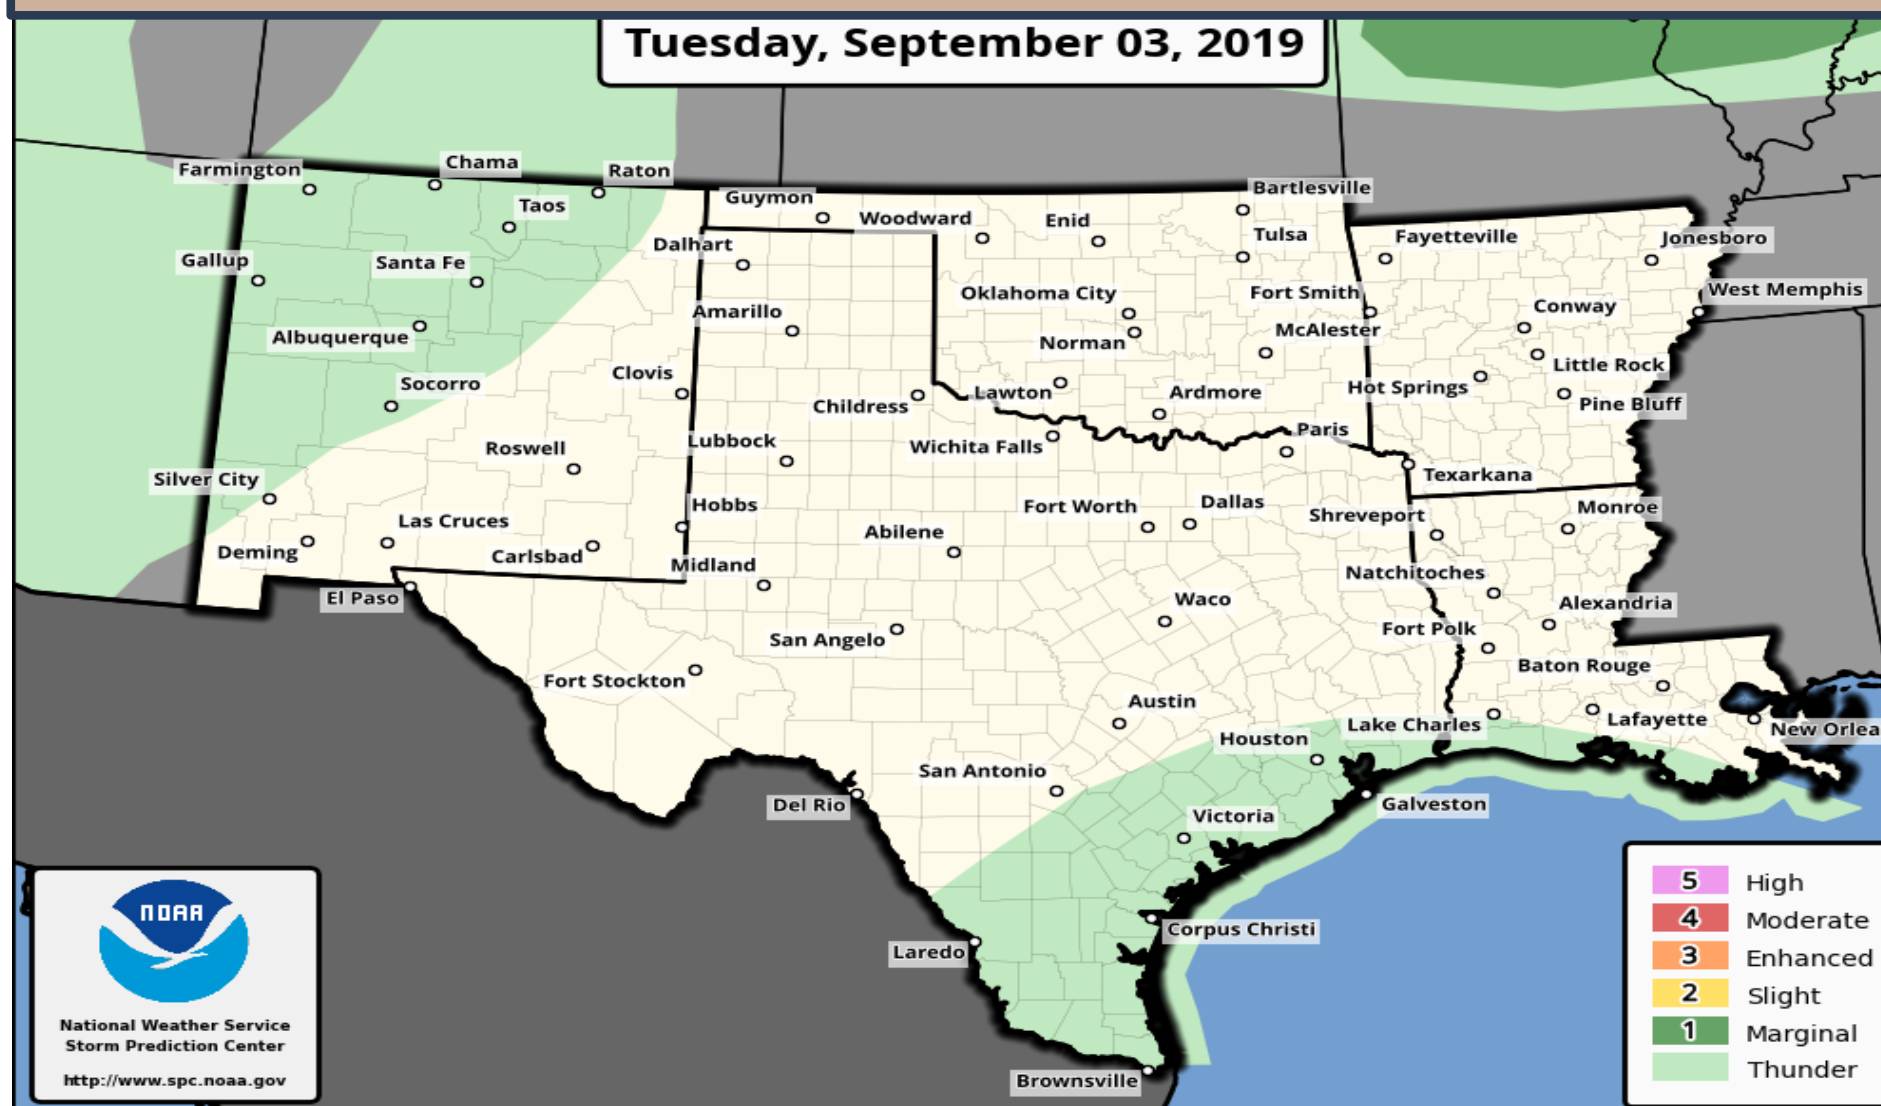 Tuesday, September 03, 2019
Farmington
Chama
Raton
Taos
Guymon
Woodward
Enid
Bartlesville
Tulsa
Fayetteville
Jonesboro
Gallup
Santa Fe
Dalhart
Oklahoma City
Fort Smith
West Memphis
Albuquerque
Amarillo
Norman
McAlester
Conway
Little Rock
Socorro
Clovis
Childress
Lawton
Ardmore
Hot Springs
Pine Bluff
Roswell
Lubbock
Wichita Falls
Paris
Texarkana
Silver City
Hobbs
Fort Worth
Dallas
Shreveport
Monroe
Las Cruces
Deming
Carlsbad
Midland
Abilene
Natchitoches
El Paso
Waco
Alexandria
San Angelo
Fort Polk
Fort Stockton
Baton Rouge
Austin
Lake Charles
Lafayette
New Orlea
Houston
San Antonio
Del Rio
Galveston
Victoria
Corpus Christi
Laredo
Brownsville
NOAA
National Weather Service
Storm Prediction Center
http://www.spc.noaa.gov
5 High
4 Moderate
3 Enhanced
2 Slight
1 Marginal
Thunder